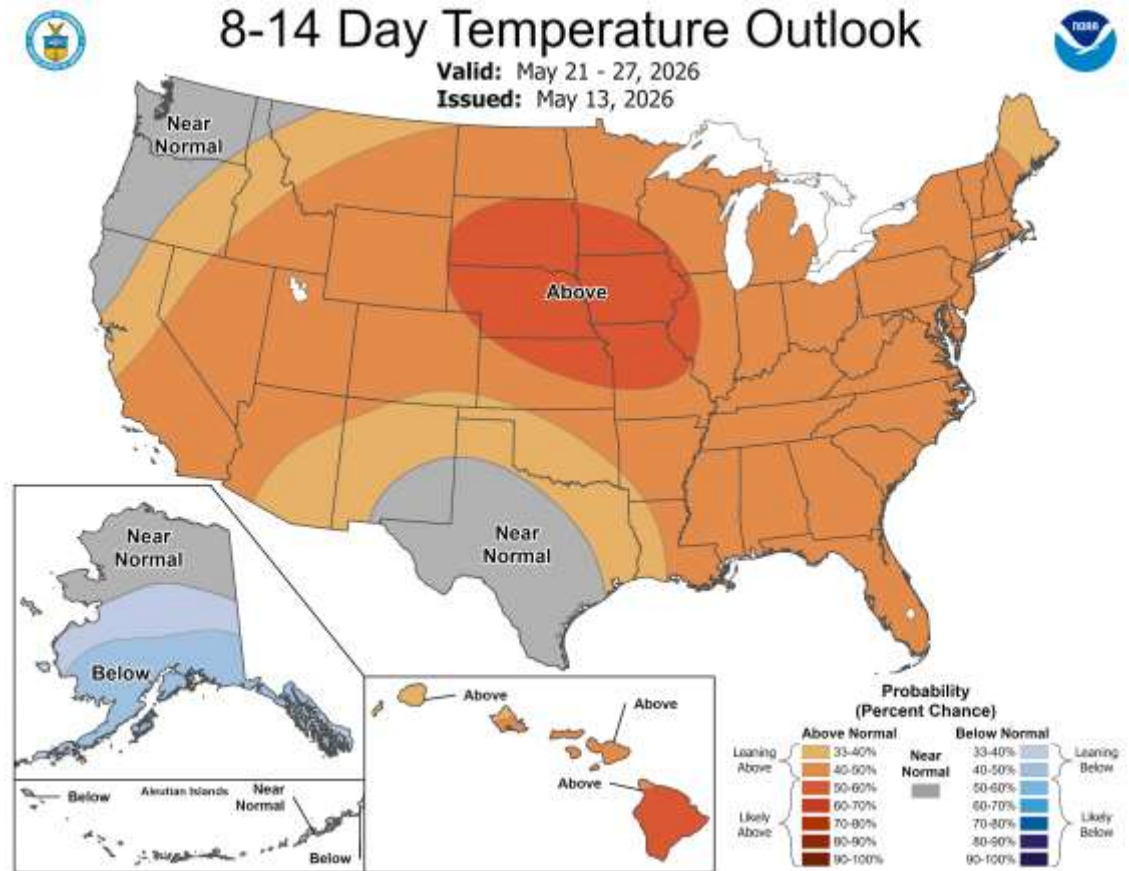 8-14 Day Temperature Outlook
Valid: May 21 - 27, 2026
Issued: May 13, 2026
noaa
Near
Normal
Above
Near
Normal
Near
Normal
Below
Below
Aleutian Islands
Near
Normal
Below
Above
Above
Above
Probability
(Percent Chance)
Above Normal
Below Normal
Leaning
Above
33-40%
40-50%
Near
Normal
33-40%
40-50%
Leaning
Below
Likely
Above
50-60%
60-70%
70-80%
80-90%
90-100%
50-60%
60-70%
70-80%
80-90%
90-100%
Likely
Below